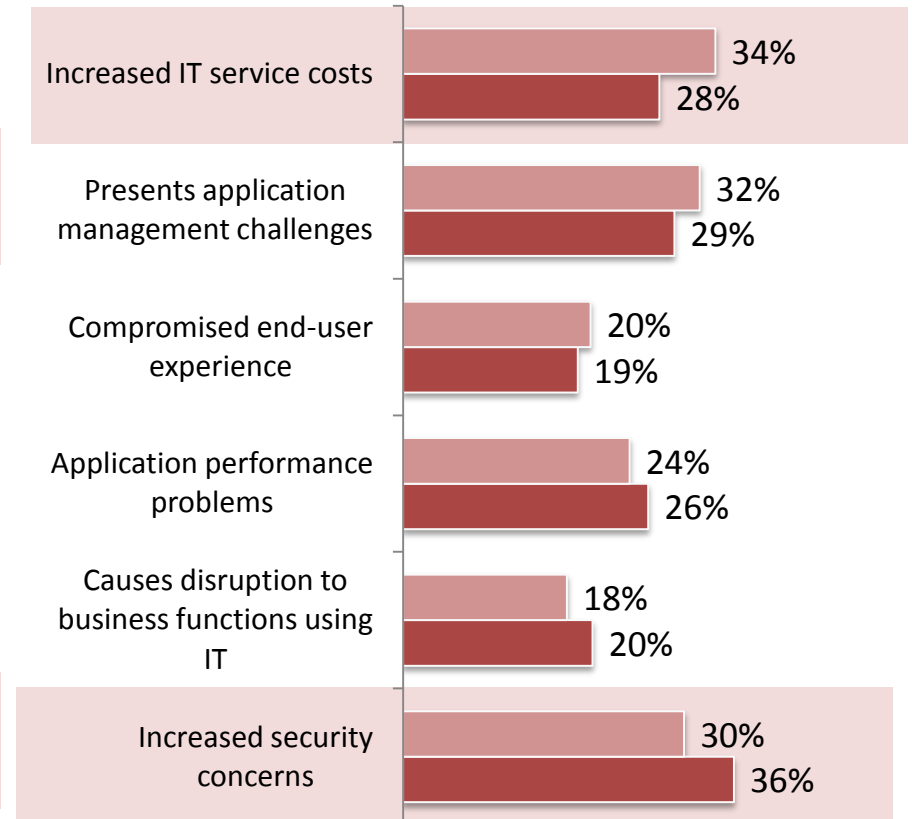 Increased IT service costs
34%
28%
Presents application
management challenges
32%
29%
Compromised end-user
experience
20%
19%
Application performance
problems
24%
26%
Causes disruption to
business functions using
IT
18%
20%
Increased security
concerns
30%
36%